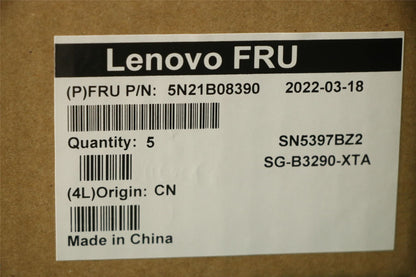 Lenovo FRU
(P)FRU P/N: 5N21B08390 2022-03-18
Quantity: 5 SN5397BZ2
SG-B3290-XTA
(4L)Origin: CN
Made in China